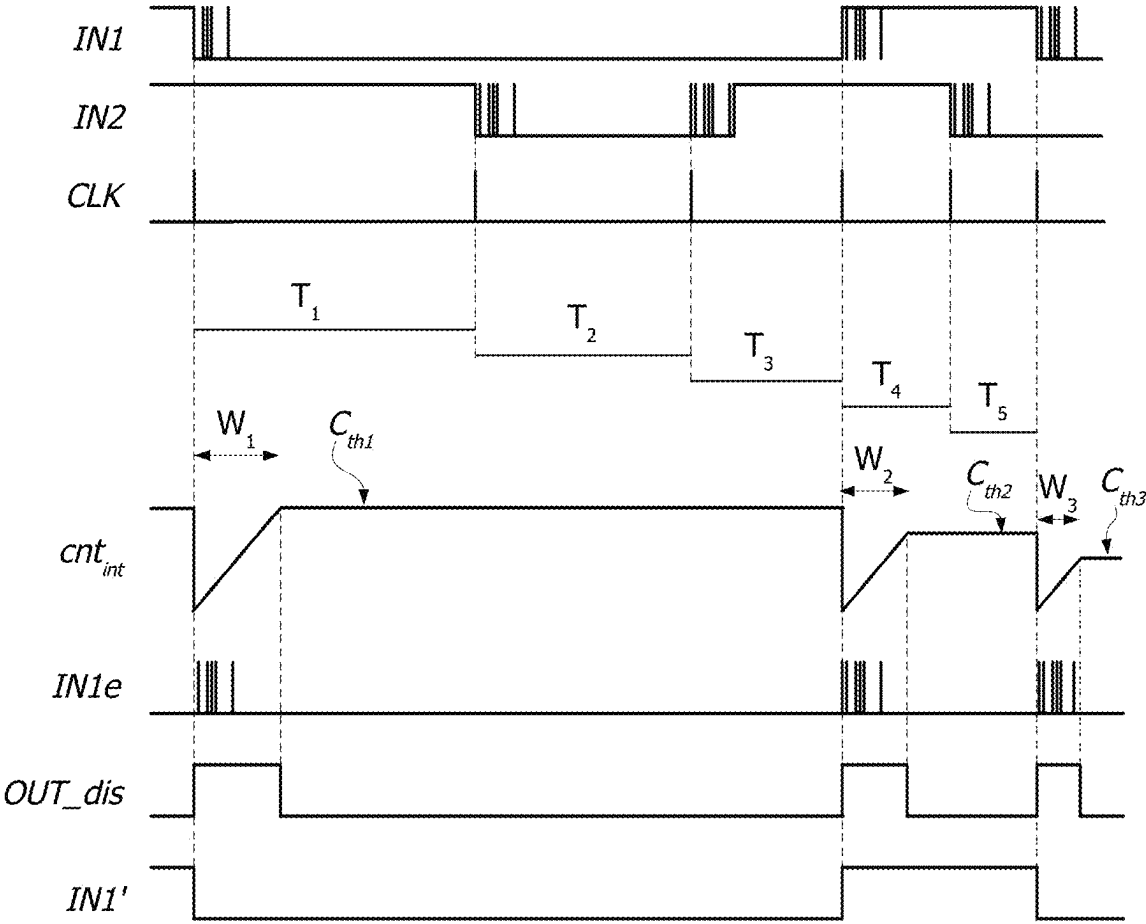 IN1
IN2
CLK
T1
T2
T3
T4
T5
W1
Cth1
W2
Cth2
W3
Cth3
cntint
IN1e
OUT_dis
IN1'